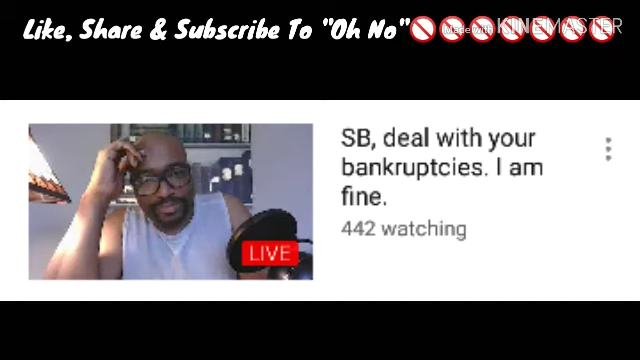 Like, Share & Subscribe To "Oh No"🚫🚫🚫🚫🚫🚫🚫
Made with KINEMASTER
SB, deal with your
bankruptcies. I am
fine.
442 watching
LIVE